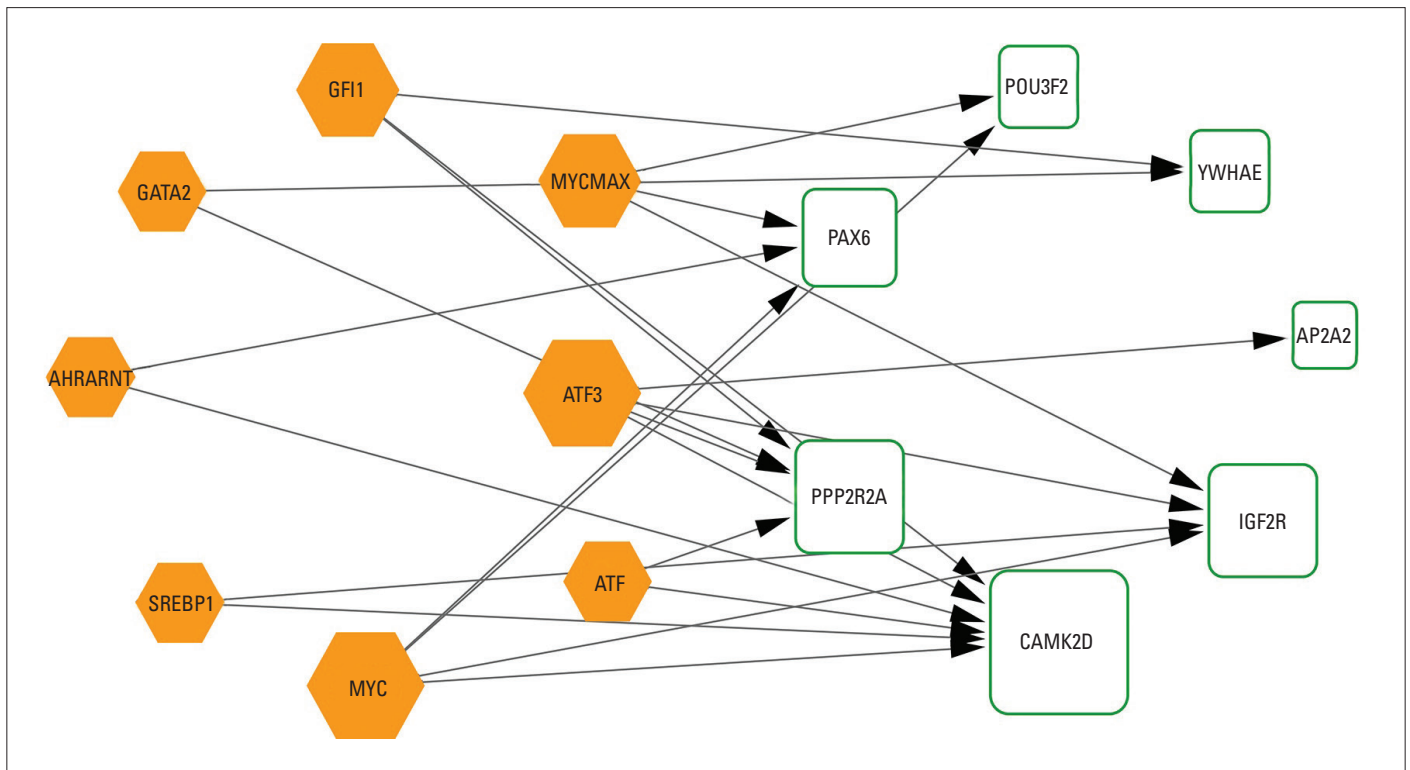 GFI1
POU3F2
GATA2
MYCMAX
YWHAE
PAX6
AHRARNT
ATF3
AP2A2
PPP2R2A
IGF2R
SREBP1
ATF
CAMK2D
MYC